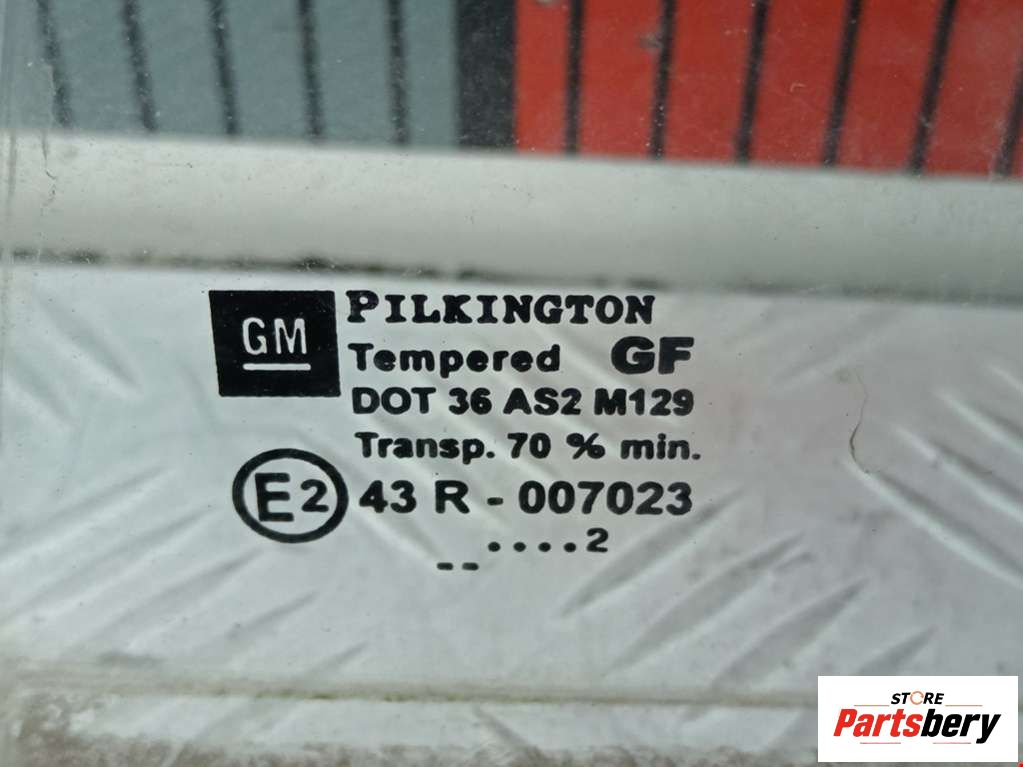 GM
PILKINGTON
Tempered GF
DOT 36 AS2 M129
Transp. 70 % min.
E2 43 R - 007023
....2
--
STORE
Partsbery